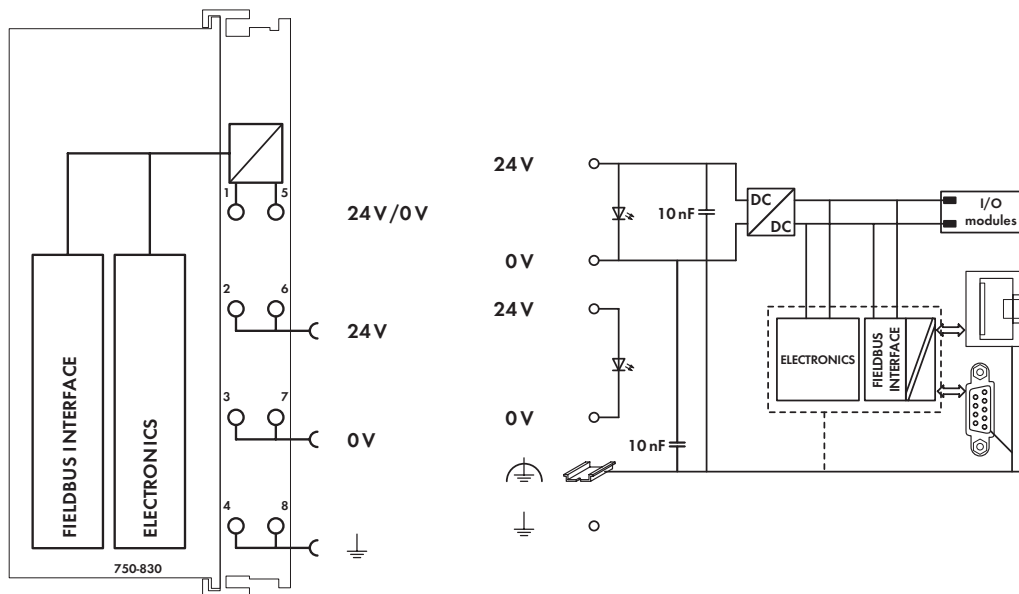 1
5
24V/0V
2
6
24V
3
7
0V
4
8
FIELDBUS INTERFACE
ELECTRONICS
750-830
24V
0V
24V
0V
10nF
10nF
DC
DC
I/O
modules
ELECTRONICS
FIELDBUS
INTERFACE